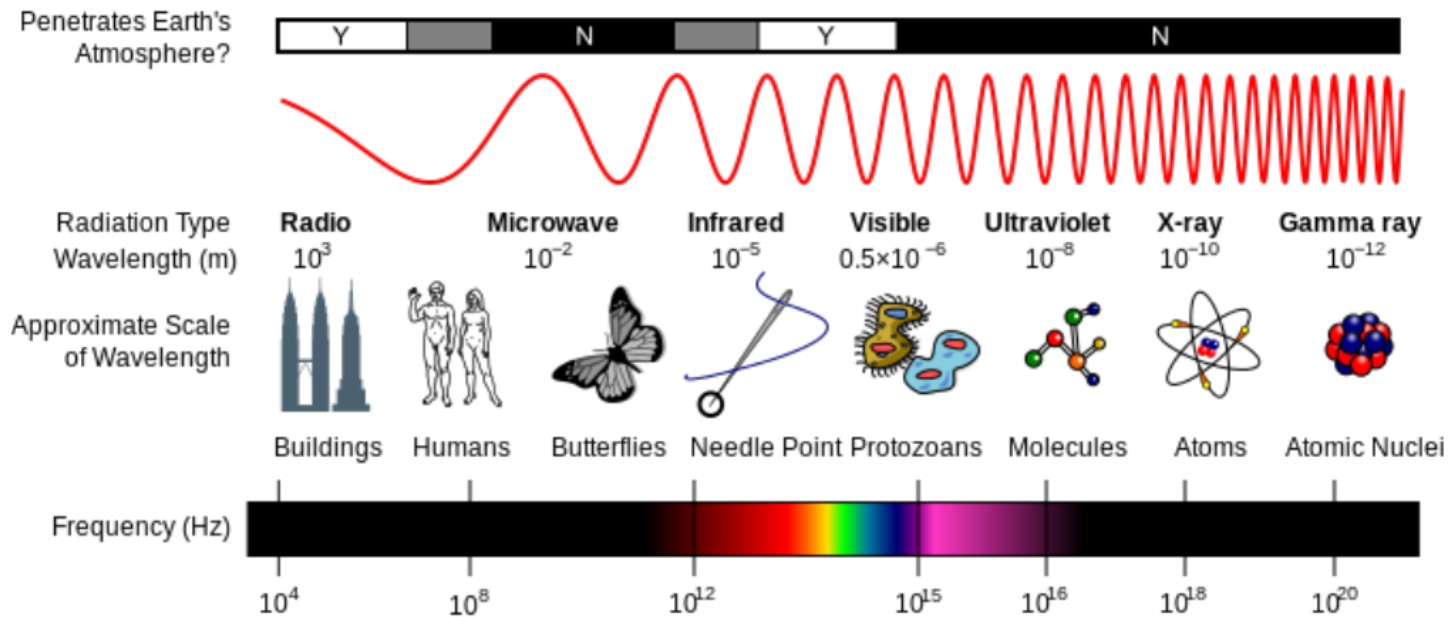 Penetrates Earth's
Atmosphere?
Y N Y N
Radiation Type Radio Microwave Infrared Visible Ultraviolet X-ray Gamma ray
Wavelength (m) 10³ 10⁻² 10⁻⁵ 0.5×10⁻⁶ 10⁻⁸ 10⁻¹⁰ 10⁻¹²
Approximate Scale
of Wavelength
Buildings Humans Butterflies Needle Point Protozoans Molecules Atoms Atomic Nuclei
Frequency (Hz)
10⁴ 10⁸ 10¹² 10¹⁵ 10¹⁶ 10¹⁸ 10²⁰